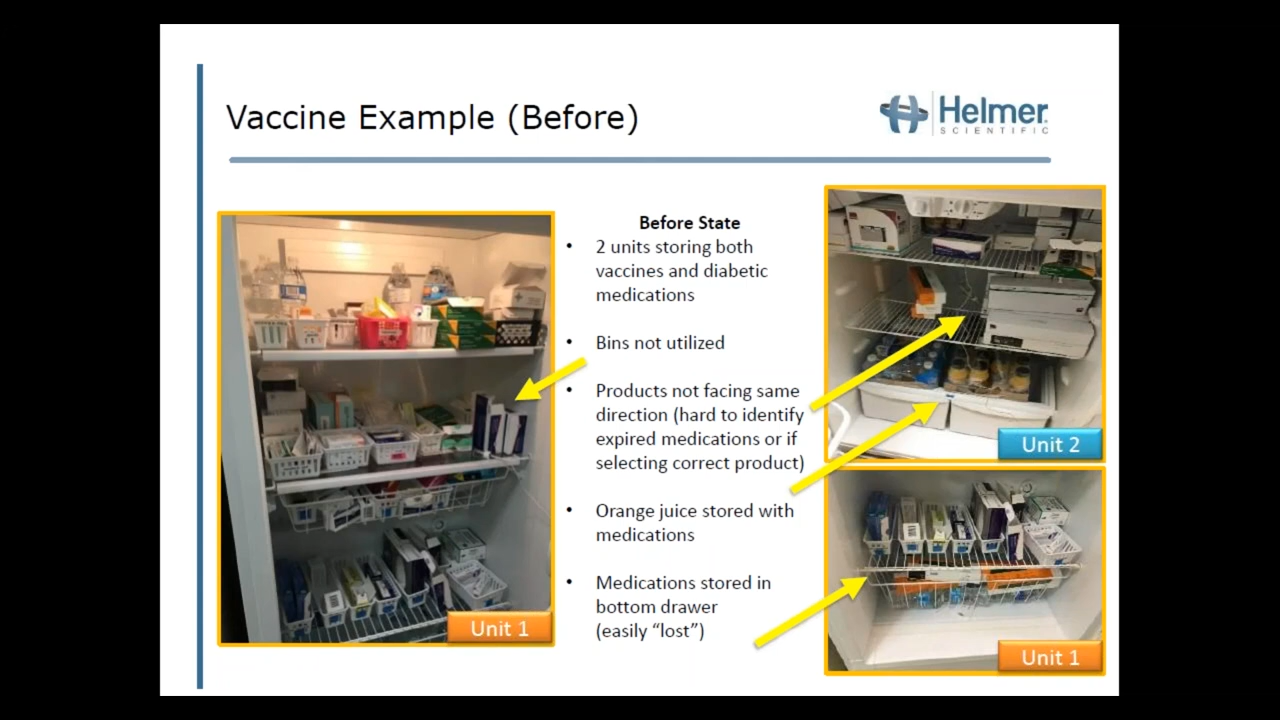 Vaccine Example (Before)
Helmer
SCIENTIFIC
Before State
• 2 units storing both
vaccines and diabetic
medications
• Bins not utilized
• Products not facing same
direction (hard to identify
expired medications or if
selecting correct product)
• Orange juice stored with
medications
• Medications stored in
bottom drawer
(easily “lost”)
Unit 1
Unit 2
Unit 1